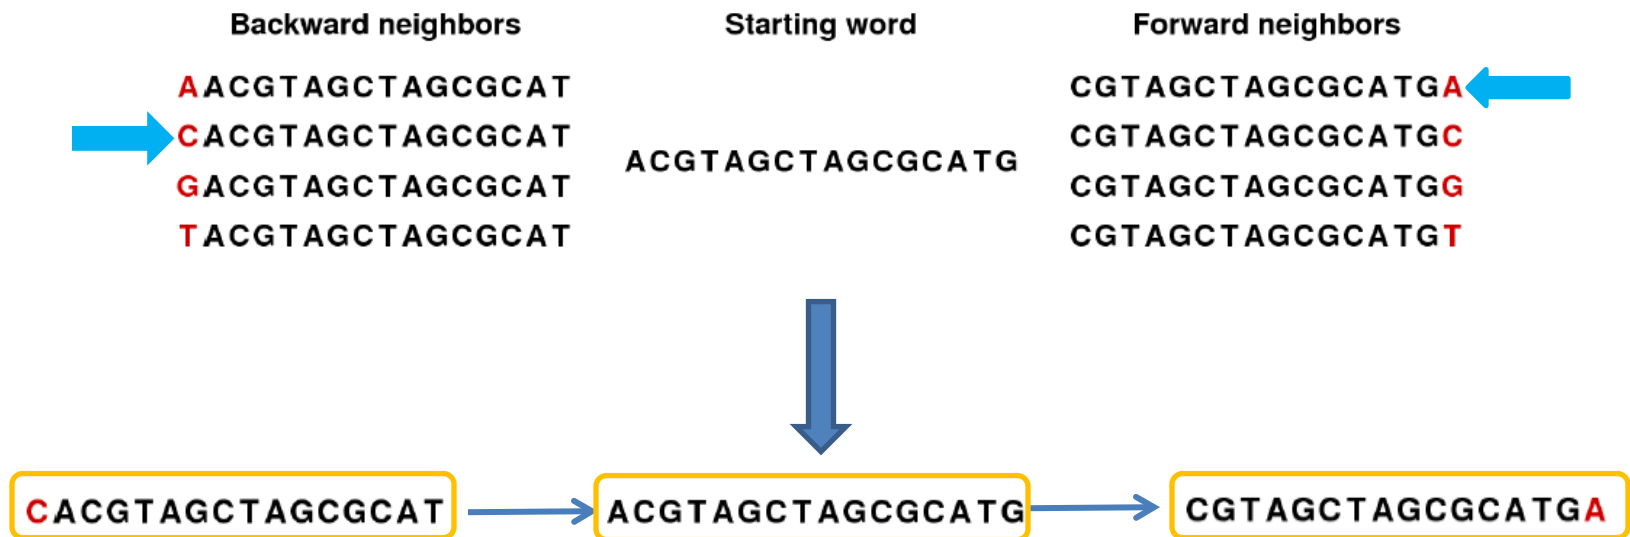 Backward neighbors
AACGTAGCTAGCGCAT
CACGTAGCTAGCGCAT
GACGTAGCTAGCGCAT
TACGTAGCTAGCGCAT
Starting word
ACGTAGCTAGCGCATG
Forward neighbors
CGTAGCTAGCGCATGA
CGTAGCTAGCGCATGC
CGTAGCTAGCGCATGG
CGTAGCTAGCGCATGT
CACGTAGCTAGCGCAT
ACGTAGCTAGCGCATG
CGTAGCTAGCGCATGA